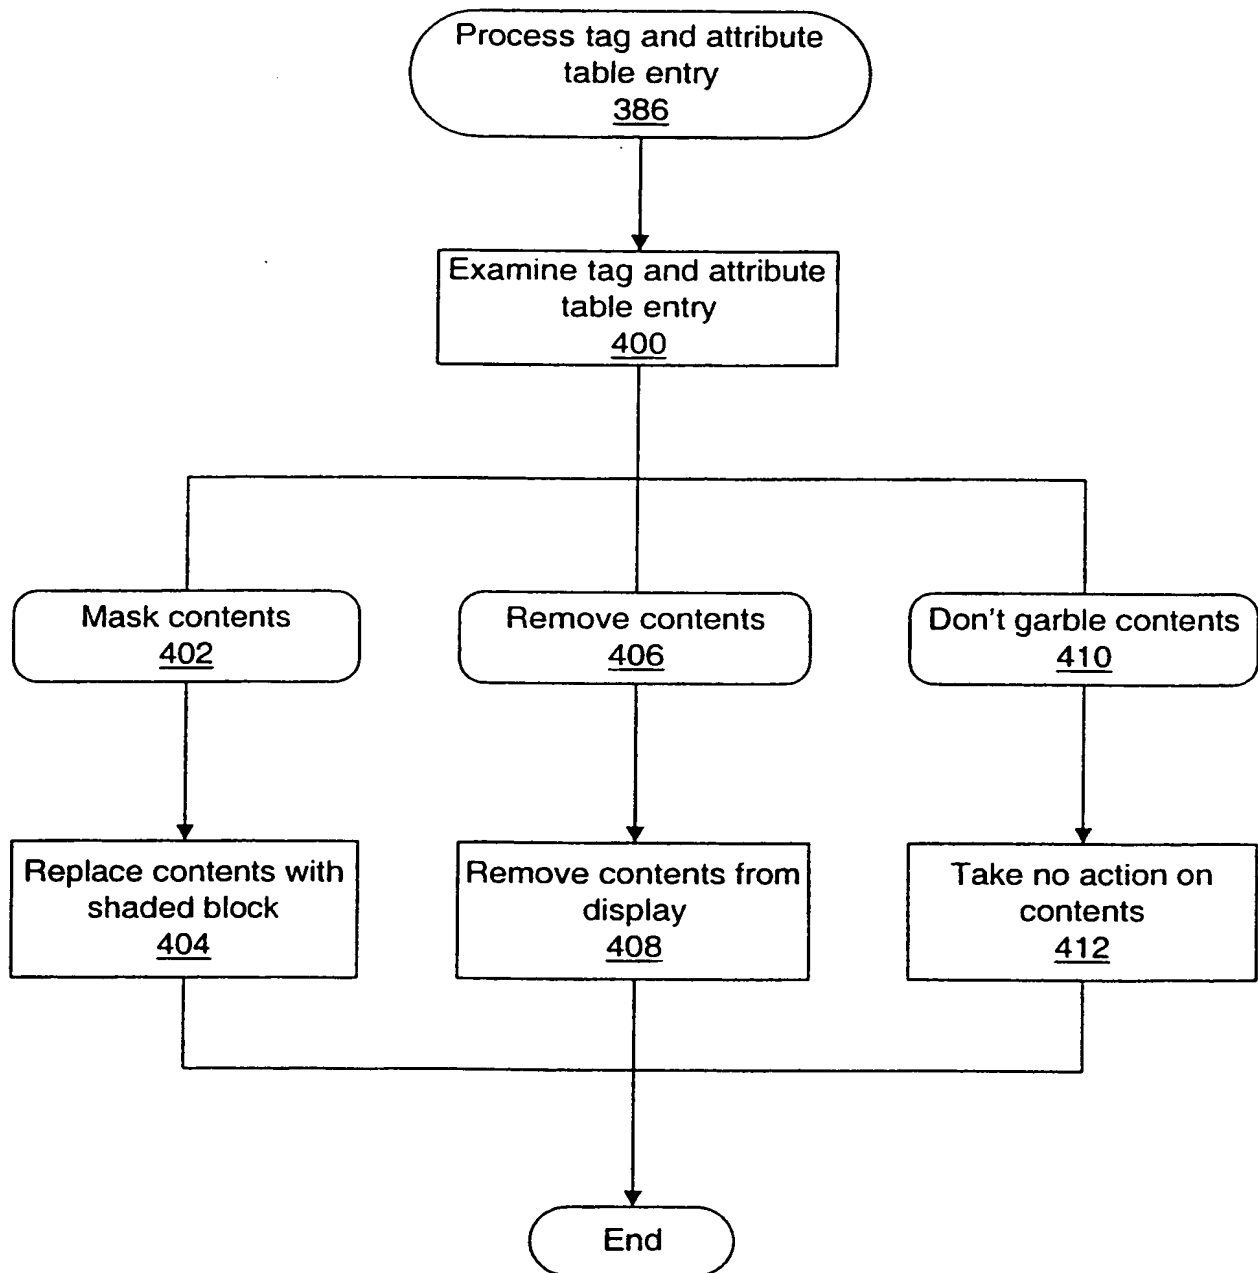 Process tag and attribute
table entry
386
Examine tag and attribute
table entry
400
Mask contents
402
Remove contents
406
Don't garble contents
410
Replace contents with
shaded block
404
Remove contents from
display
408
Take no action on
contents
412
End